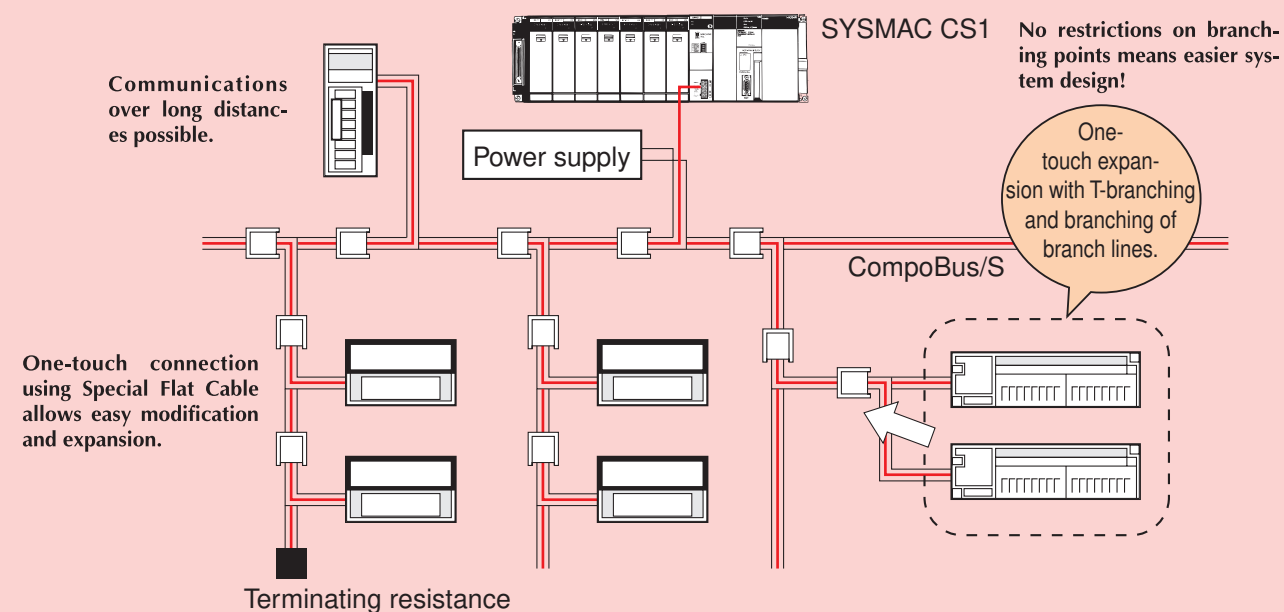 SYSMAC CS1
No restrictions on branch-
ing points means easier sys-
tem design!
Communications
over long distanc-
es possible.
Power supply
One-
touch expan-
sion with T-branching
and branching of
branch lines.
CompoBus/S
One-touch connection
using Special Flat Cable
allows easy modification
and expansion.
Terminating resistance